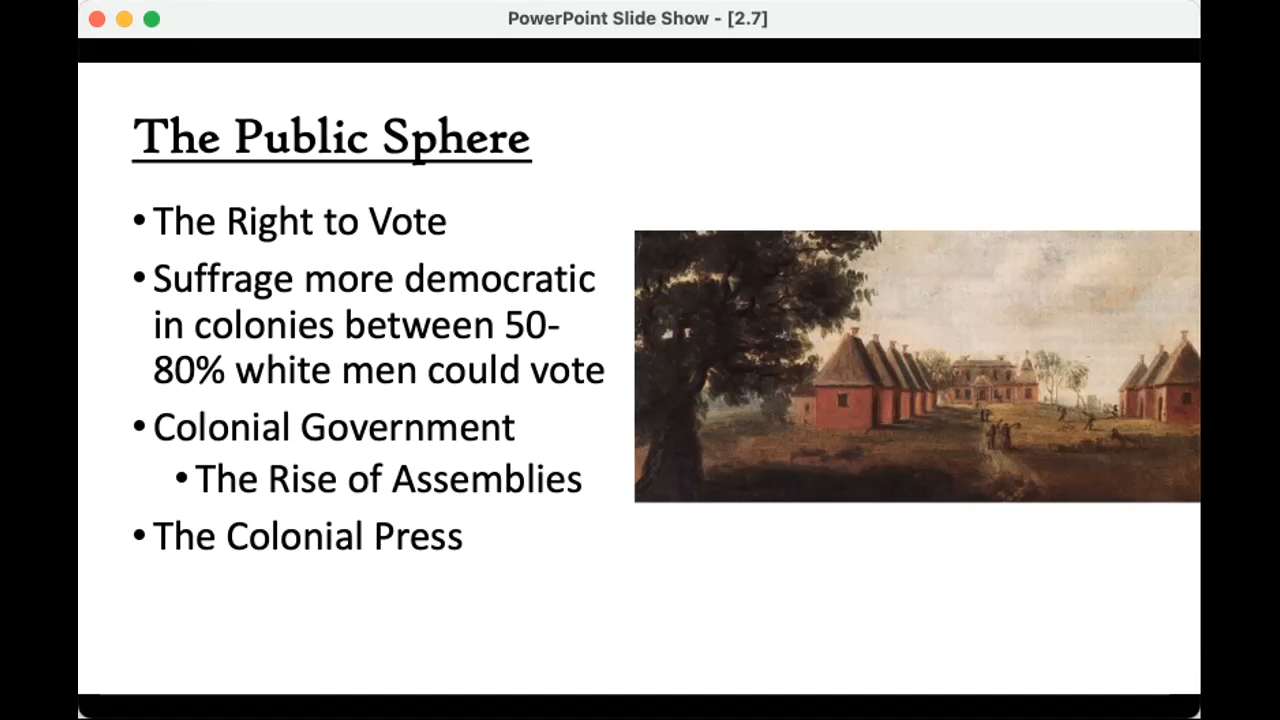 PowerPoint Slide Show - [2.7]
The Public Sphere
• The Right to Vote
• Suffrage more democratic
in colonies between 50-
80% white men could vote
• Colonial Government
• The Rise of Assemblies
• The Colonial Press